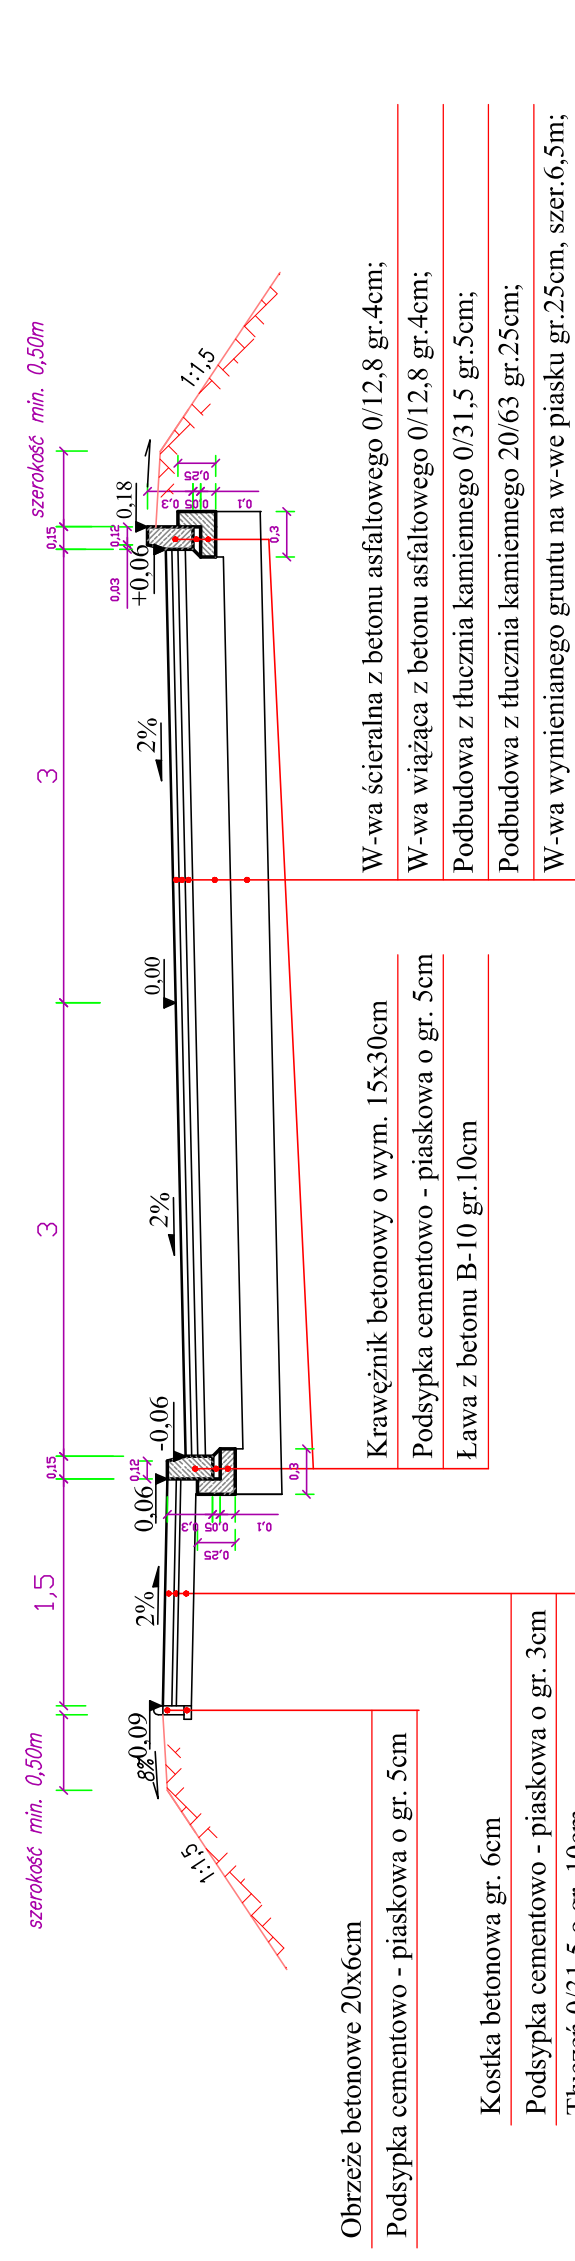 szerokość min. 0,50m
1,5
0,15
3
3
0,15
szerokość min. 0,50m
1:1,5
8%
0,09
2%
0,06
0,12
-0,06
2%
0,00
2%
0,03
+0,06
0,12
0,18
1:1,5
0,3
0,05
0,1
0,25
0,3
0,3
0,05
0,1
0,25
0,3
Obrzeże betonowe 20x6cm
Podsypka cementowo - piaskowa o gr. 5cm
Kostka betonowa gr. 6cm
Podsypka cementowo - piaskowa o gr. 3cm
Krawężnik betonowy o wym. 15x30cm
Podsypka cementowo - piaskowa o gr. 5cm
Ława z betonu B-10 gr.10cm
W-wa ścieralna z betonu asfaltowego 0/12,8 gr.4cm;
W-wa wiążąca z betonu asfaltowego 0/12,8 gr.4cm;
Podbudowa z tłucznia kamiennego 0/31,5 gr.5cm;
Podbudowa z tłucznia kamiennego 20/63 gr.25cm;
W-wa wymienianego gruntu na w-we piasku gr.25cm, szer.6,5m;